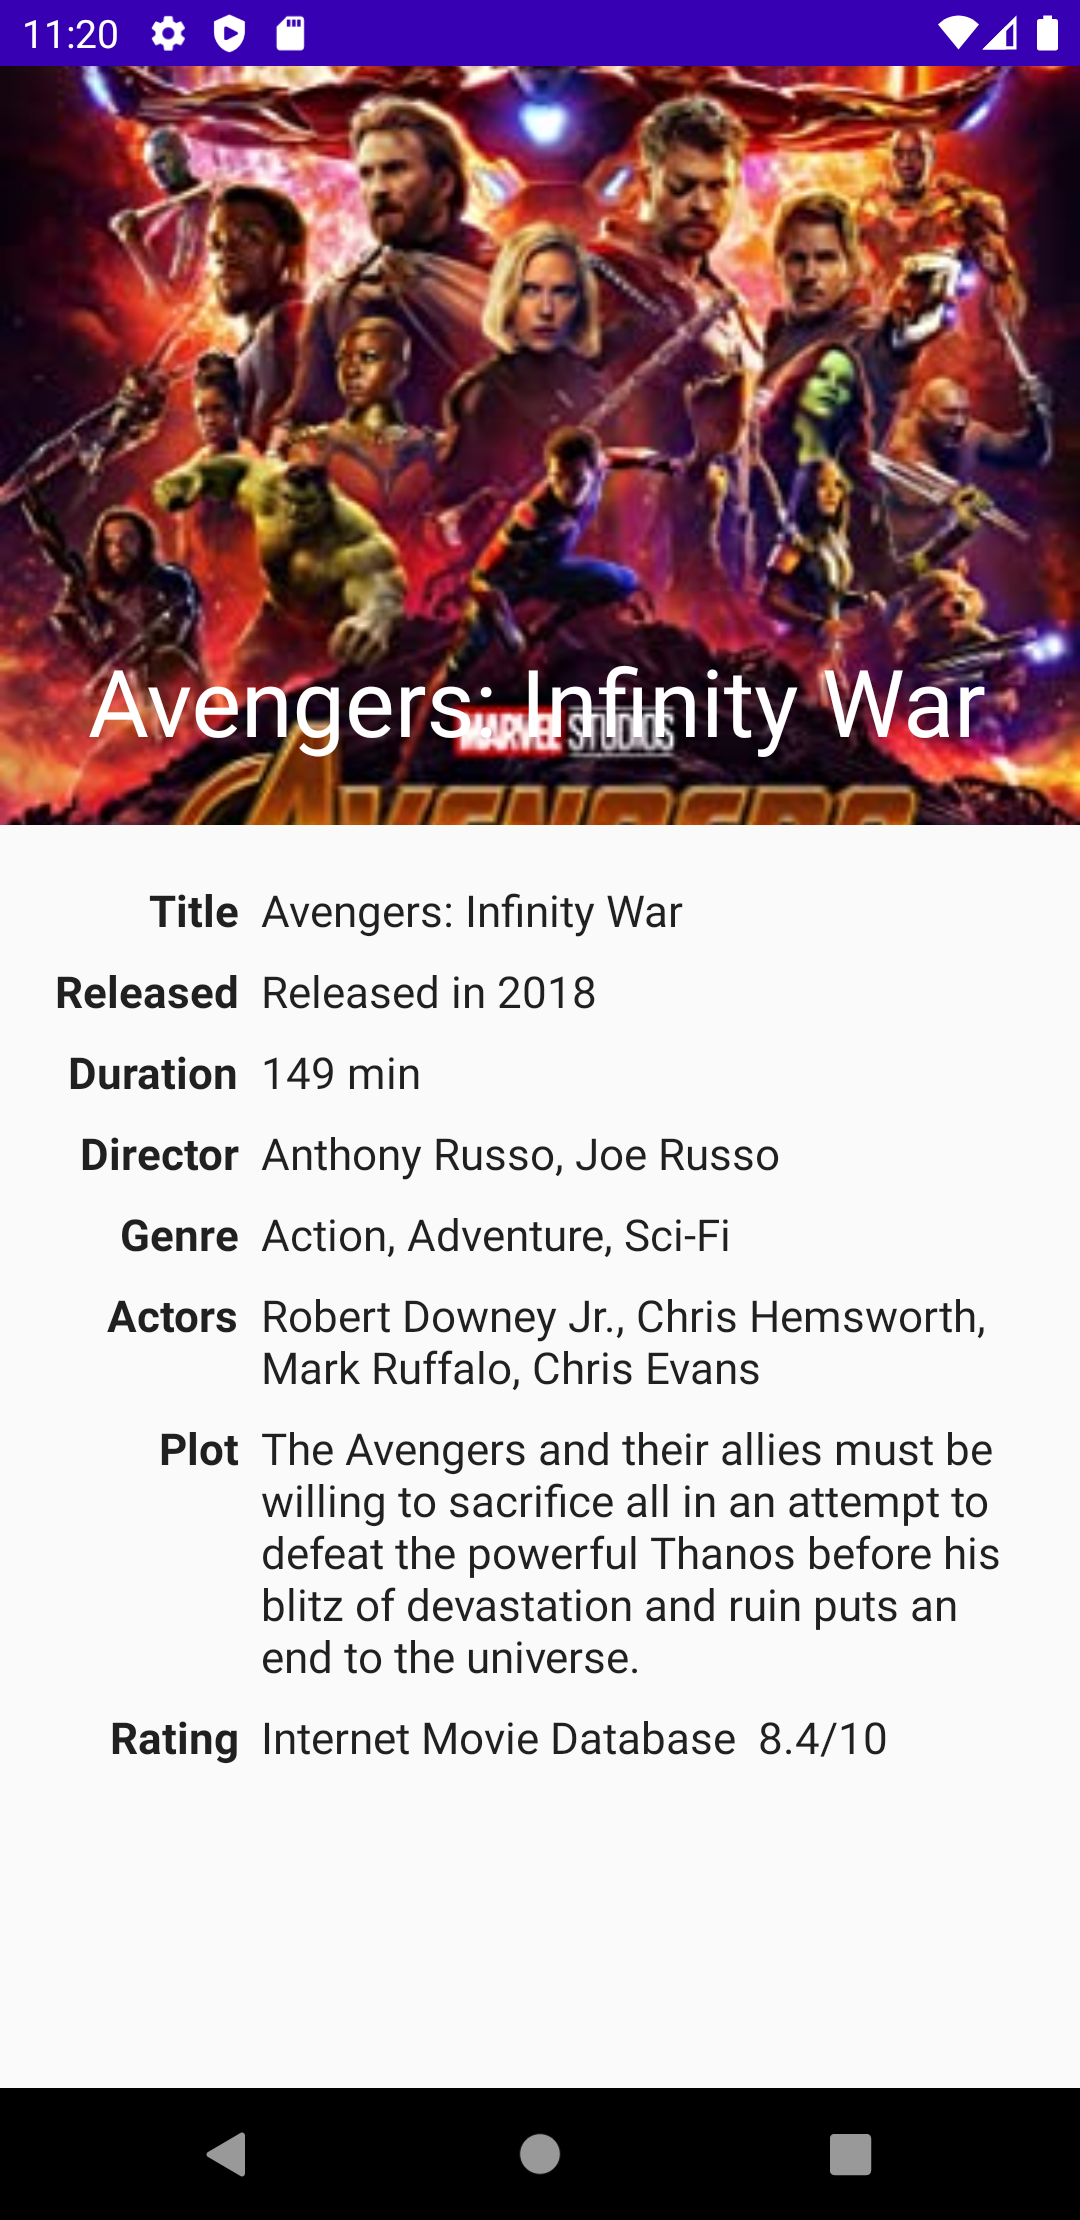 11:20
Avengers: Infinity War
MARVEL STUDIOS
AVENGERS
Title Avengers: Infinity War
Released Released in 2018
Duration 149 min
Director Anthony Russo, Joe Russo
Genre Action, Adventure, Sci-Fi
Actors Robert Downey Jr., Chris Hemsworth,
Mark Ruffalo, Chris Evans
Plot The Avengers and their allies must be
willing to sacrifice all in an attempt to
defeat the powerful Thanos before his
blitz of devastation and ruin puts an
end to the universe.
Rating Internet Movie Database 8.4/10